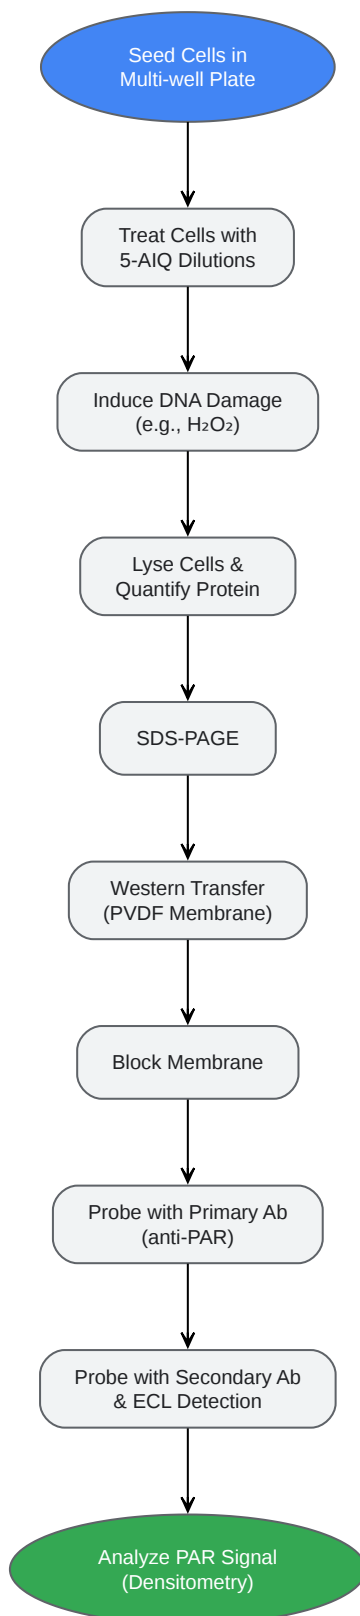 Seed Cells in
Multi-well Plate
Treat Cells with
5-AIQ Dilutions
Induce DNA Damage
(e.g., H₂O₂)
Lyse Cells &
Quantify Protein
SDS-PAGE
Western Transfer
(PVDF Membrane)
Block Membrane
Probe with Primary Ab
(anti-PAR)
Probe with Secondary Ab
& ECL Detection
Analyze PAR Signal
(Densitometry)